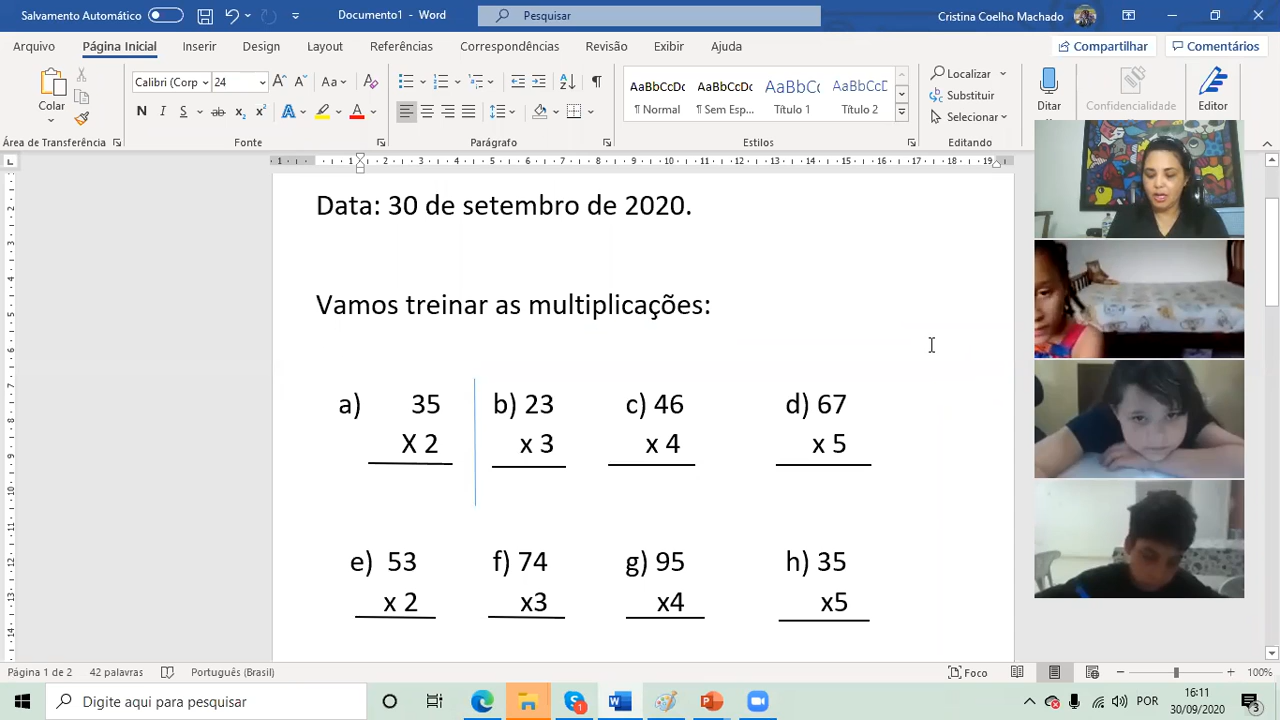 Salvamento Automático
Documento1 - Word
Pesquisar
Cristina Coelho Machado
Arquivo Página Inicial Inserir Design Layout Referências Correspondências Revisão Exibir Ajuda
Compartilhar Comentários
Colar
Calibri (Corp 24
Aa
N I S ab x₂ x²
AaBbCcDc AaBbCcDc AaBbCc AaBbCcD
¶ Normal ¶ Sem Esp... Título 1 Título 2
Localizar
Substituir
Selecionar
Ditar
Confidencialidade
Editor
Área de Transferência Fonte Parágrafo Estilos Editando
Data: 30 de setembro de 2020.
Vamos treinar as multiplicações:
a) 35 b) 23 c) 46 d) 67
X 2 x 3 x 4 x 5
e) 53 f) 74 g) 95 h) 35
x 2 x3 x4 x5
Página 1 de 2 42 palavras Português (Brasil) Foco 100%
Digite aqui para pesquisar
POR
16:11
30/09/2020